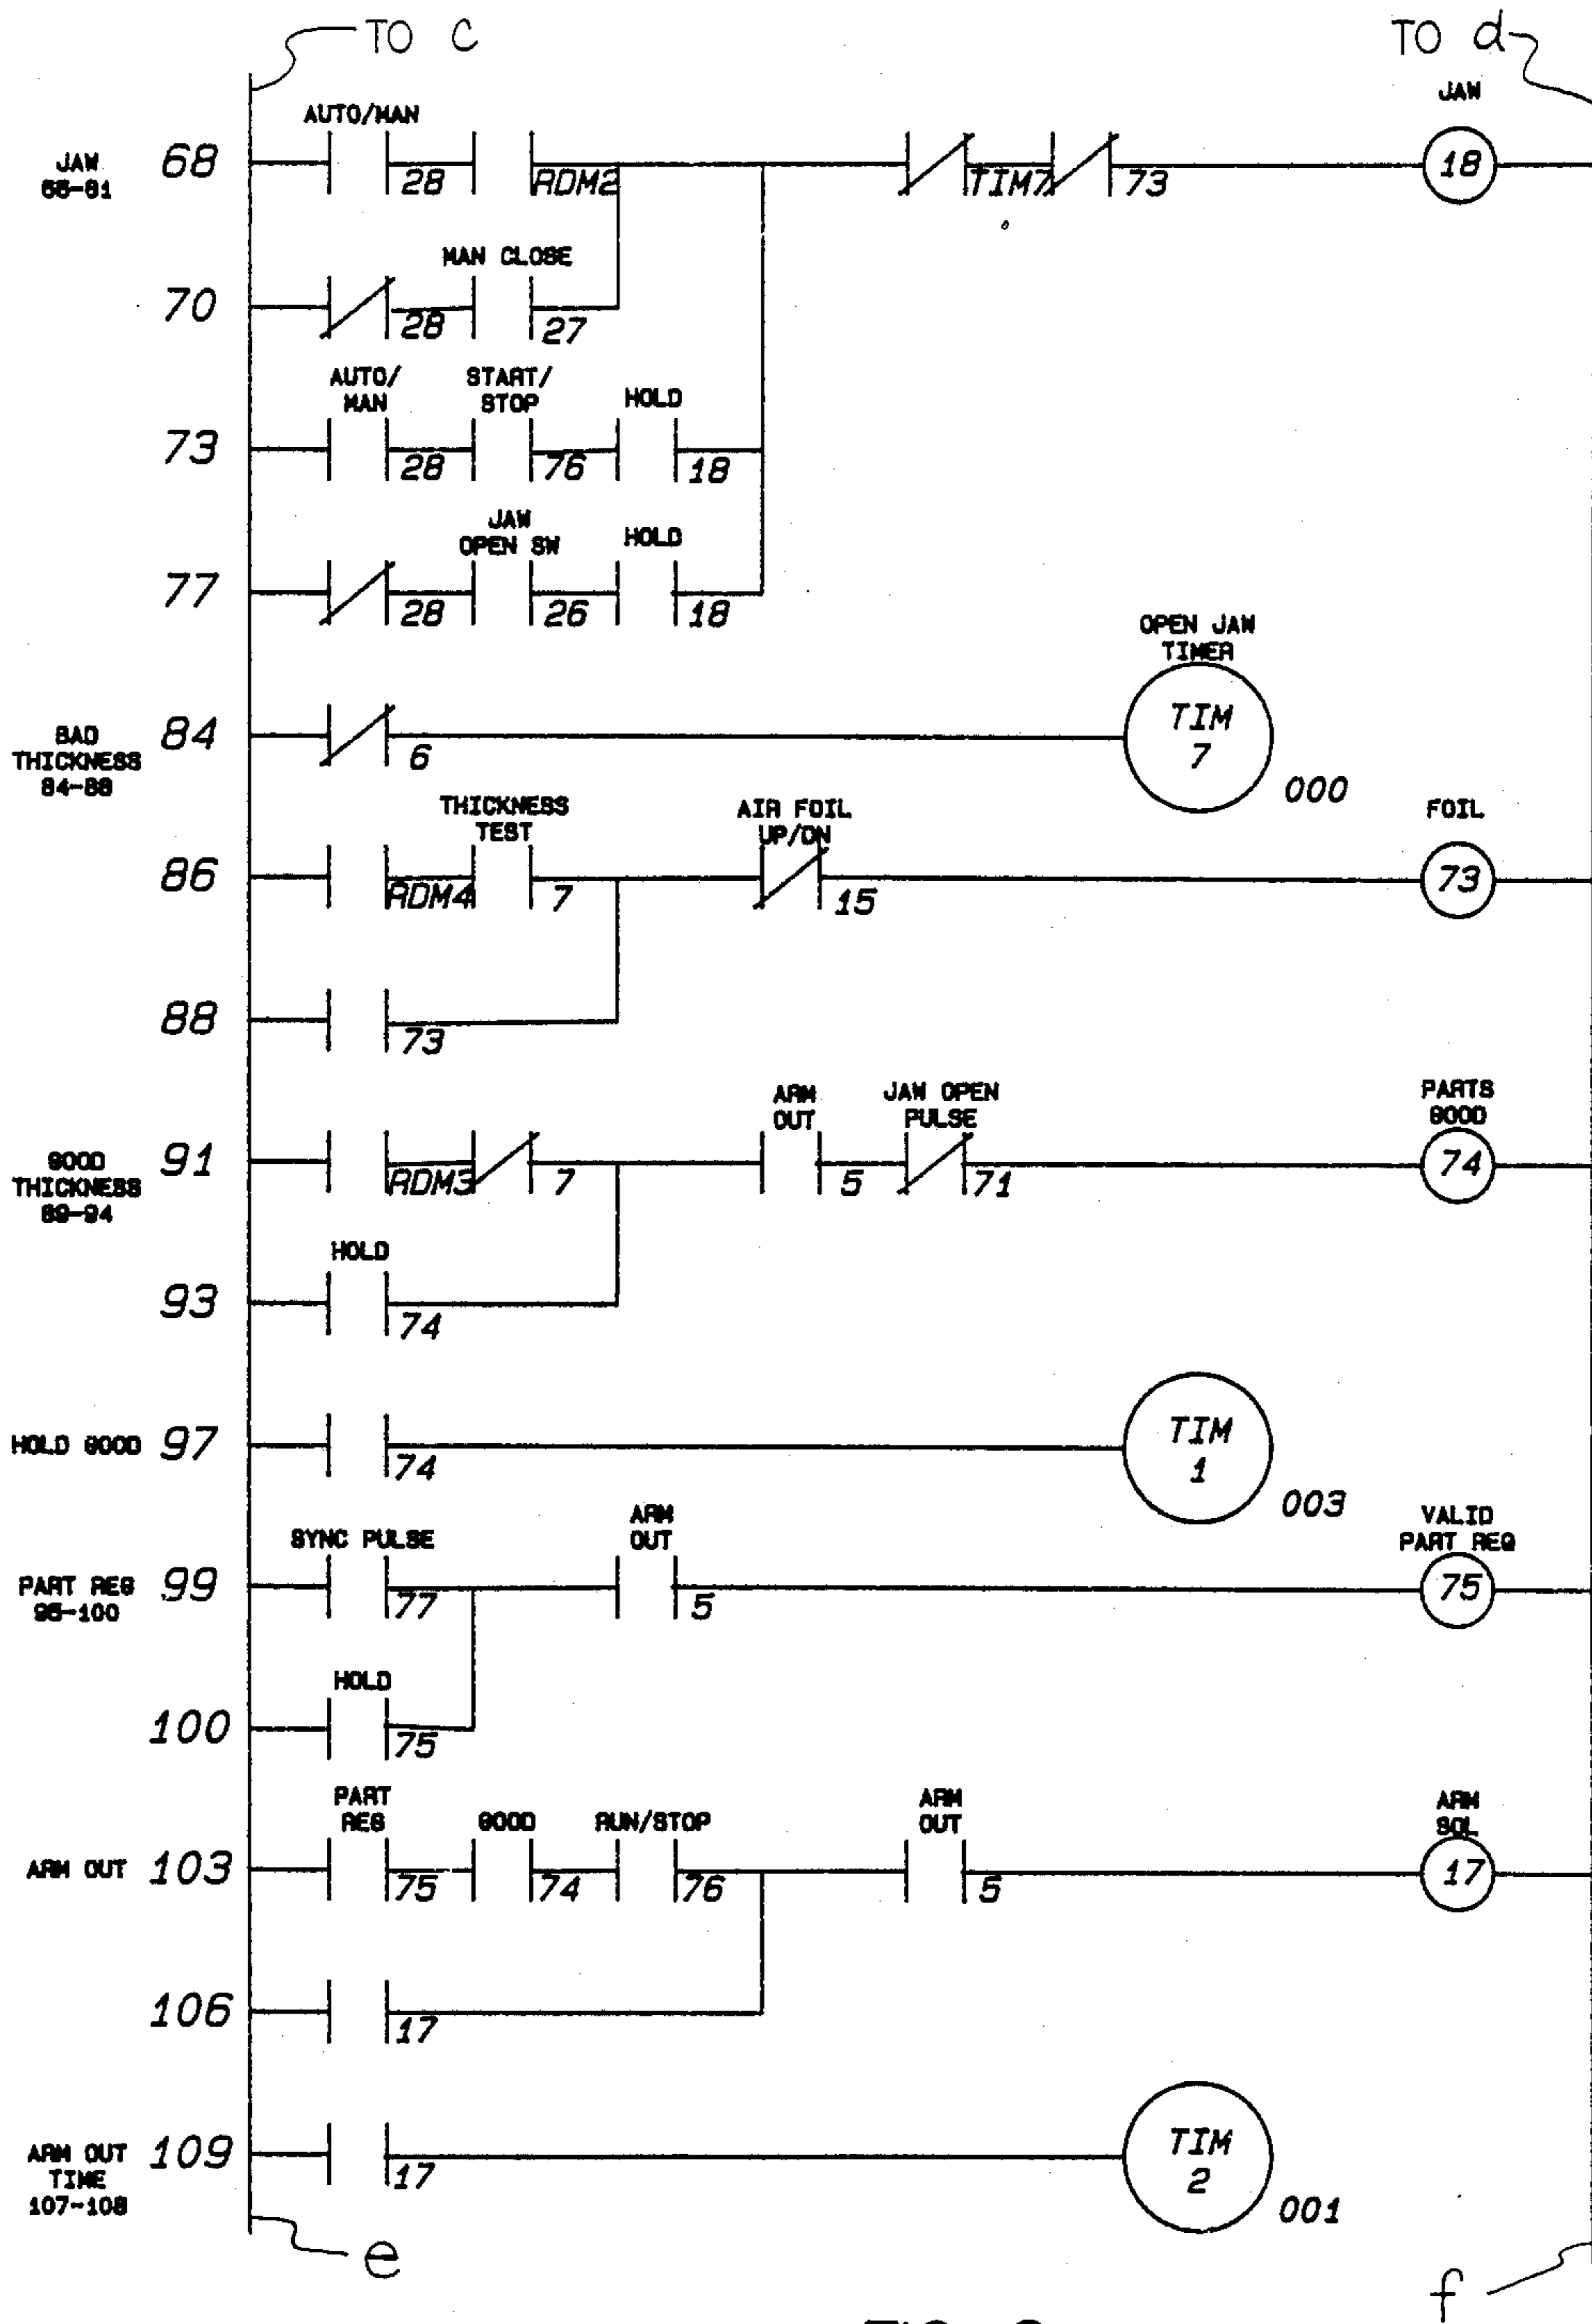 TO c
TO d
JAW
AUTO/MAN
JAW
68
28
RDM2
TIM7
73
18
MAN CLOSE
70
28
27
AUTO/
MAN
START/
STOP
HOLD
73
28
76
18
JAW
OPEN SW
HOLD
77
28
26
18
OPEN JAW
TIMER
BAD
THICKNESS
84-88
84
6
TIM
7
000
THICKNESS
TEST
AIR FOIL
UP/DN
FOIL
86
RDM4
7
15
73
88
73
ARM
OUT
JAW OPEN
PULSE
PARTS
GOOD
GOOD
THICKNESS
89-94
91
RDM3
7
5
71
74
HOLD
93
74
HOLD GOOD
97
74
TIM
1
003
SYNC PULSE
ARM
OUT
VALID
PART REG
PART REG
95-100
99
77
5
75
HOLD
100
75
PART
REG
GOOD
RUN/STOP
ARM
OUT
ARM
SOL
ARM OUT
103
75
74
76
5
17
106
17
ARM OUT
TIME
107-108
109
17
TIM
2
001
e
f